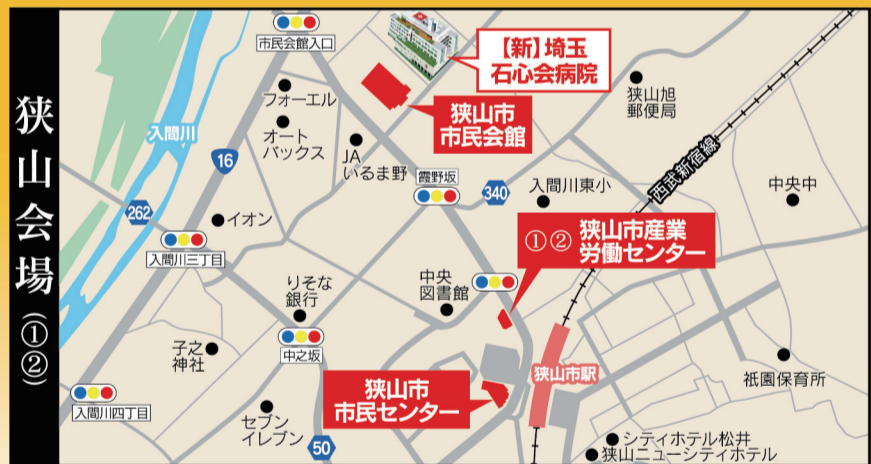 狭山会場(①②)
市民会館入口
【新】埼玉
石心会病院
フォーエル
狭山市
市民会館
狭山旭
郵便局
入間川
オート
バックス
JA
いるま野
16
霞野坂
西武新宿線
262
340
入間川東小
中央中
イオン
①② 狭山市産業
労働センター
入間川三丁目
りそな
銀行
中央
図書館
子之
神社
中之坂
狭山市駅
祇園保育所
狭山市
市民センター
入間川四丁目
セブン
イレブン
50
シティホテル松井
狭山ニューシティホテル